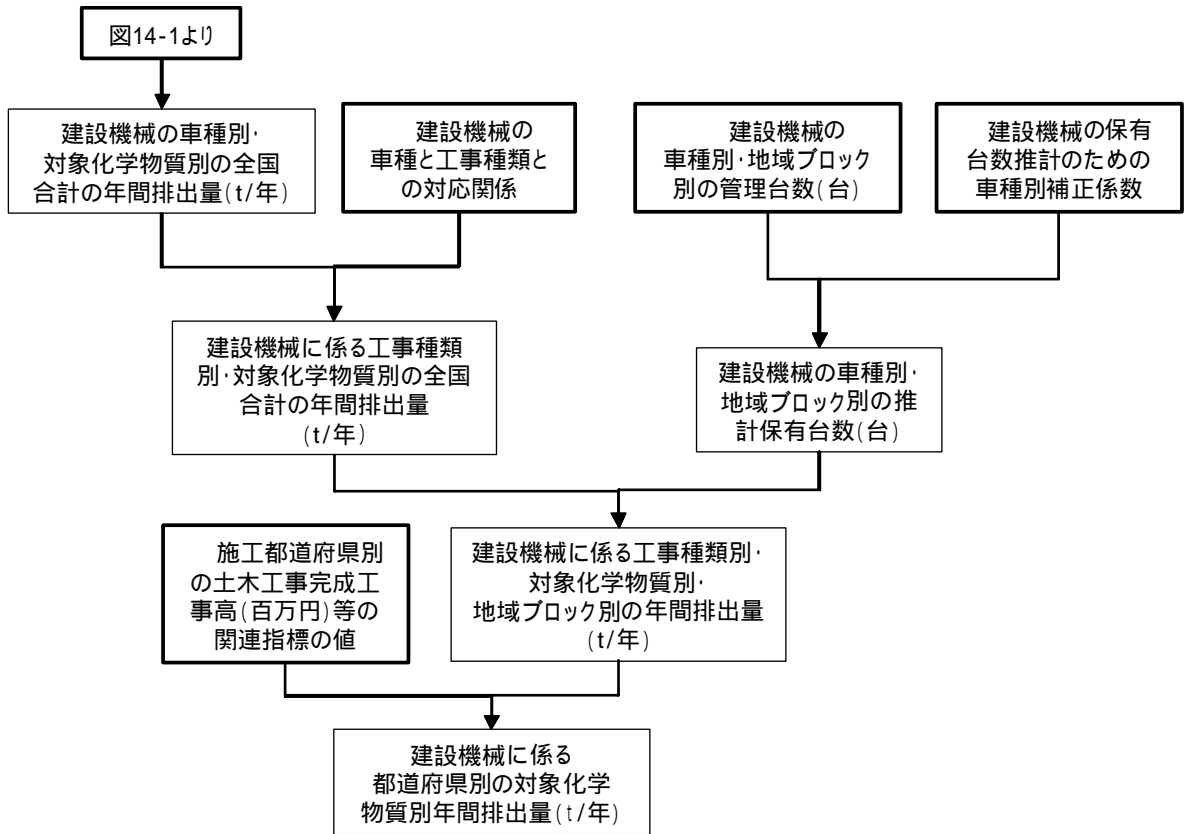 図14-1より
建設機械の車種別・
対象化学物質別の全国
合計の年間排出量(t/年)
建設機械の
車種と工事種類と
の対応関係
建設機械の
車種別・地域ブロック
別の管理台数(台)
建設機械の保有
台数推計のための
車種別補正係数
建設機械に係る工事種類
別・対象化学物質別の全国
合計の年間排出量
(t/年)
建設機械の車種別・
地域ブロック別の推
計保有台数(台)
施工都道府県別
の土木工事完成工
事高(百万円)等の
関連指標の値
建設機械に係る工事種類別・
対象化学物質別・
地域ブロック別の年間排出量
(t/年)
建設機械に係る
都道府県別の対象化学
物質別年間排出量(t/年)